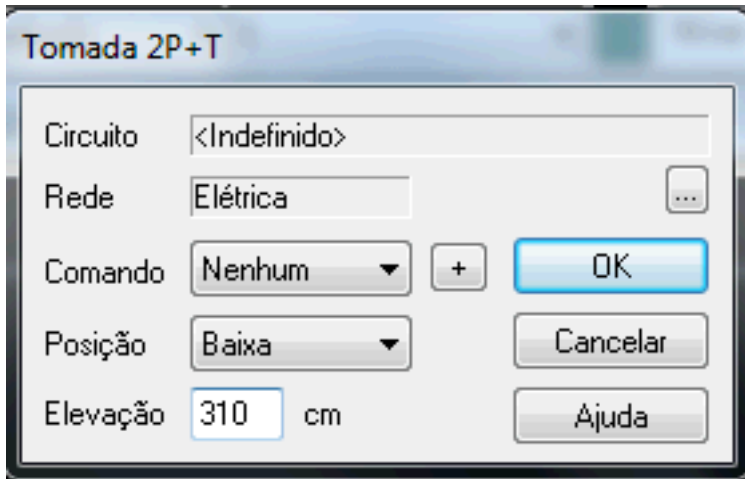 Tomada 2P+T
Circuito <Indefinido>
Rede Elétrica ...
Comando Nenhum + OK
Posição Baixa Cancelar
Elevação 310 cm Ajuda